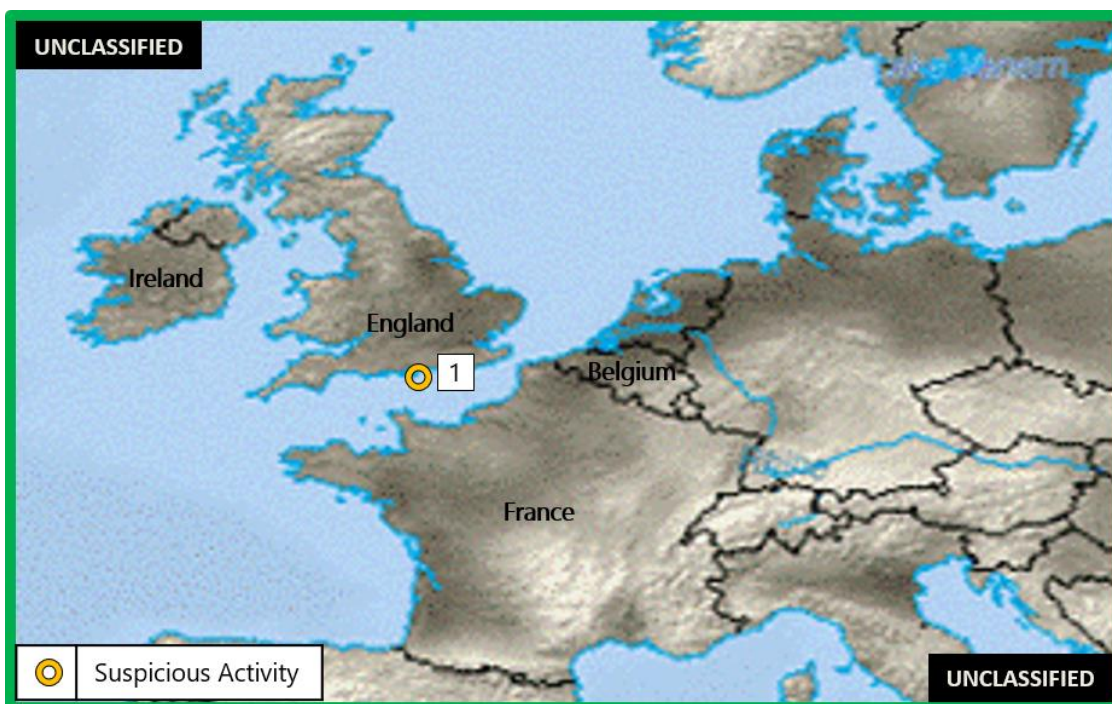 UNCLASSIFIED
Ireland
England
1
Belgium
France
Suspicious Activity
UNCLASSIFIED